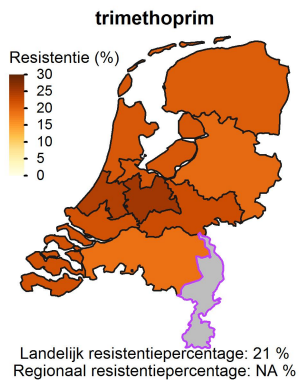 trimethoprim
Resistentie (%)
30
25
20
15
10
5
0
Landelijk resistentiepercentage: 21 %
Regionaal resistentiepercentage: NA %